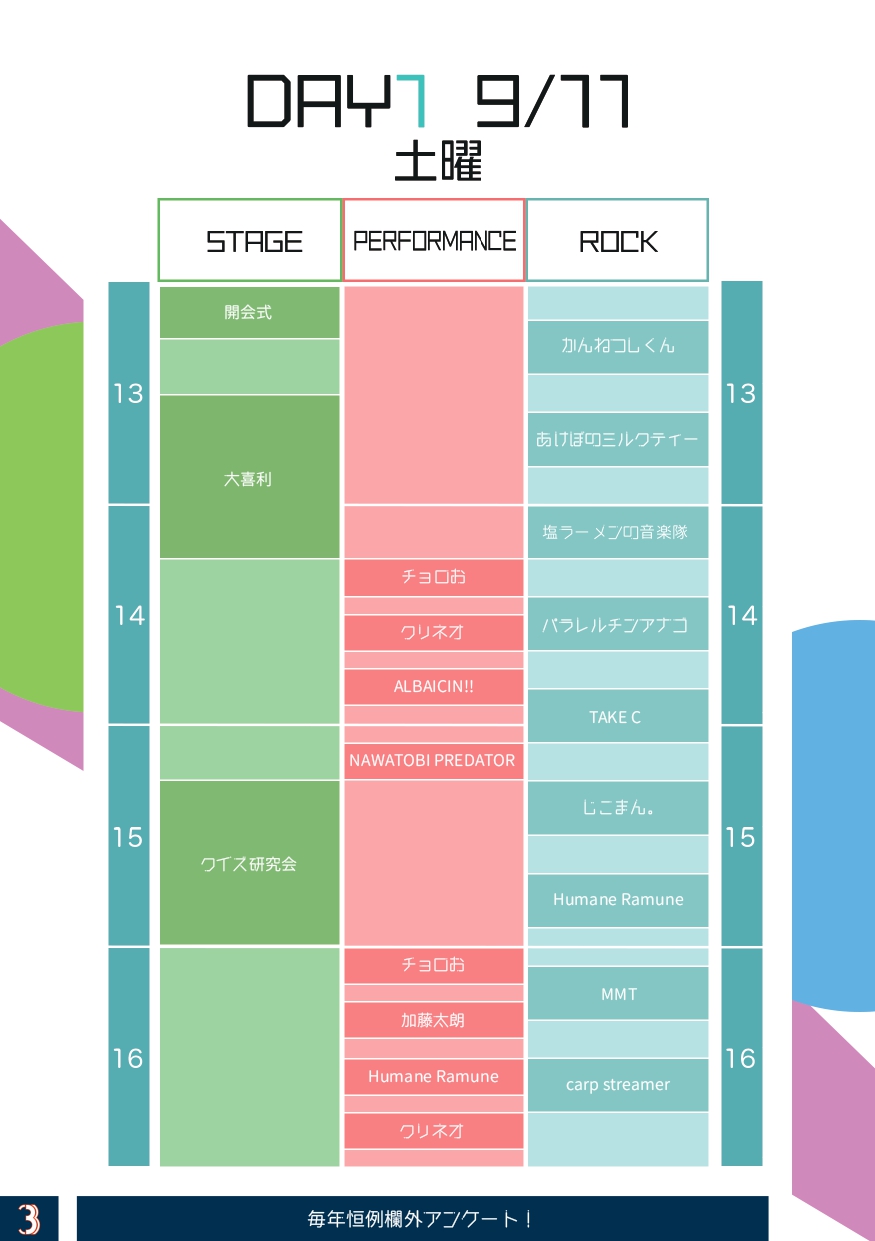 DAY1 9/11
土曜
STAGE
PERFORMANCE
ROCK
13
開会式
大喜利
かんねつしくん
あけぼのミルクティー
13
14
チョロお
クリネオ
ALBAICIN!!
塩ラーメンの音楽隊
パラレルチンアナゴ
TAKE C
14
15
クイズ研究会
NAWATOBI PREDATOR
じこまん。
Humane Ramune
15
16
チョロお
加藤太朗
Humane Ramune
クリネオ
MMT
carp streamer
16
3
毎年恒例欄外アンケート！